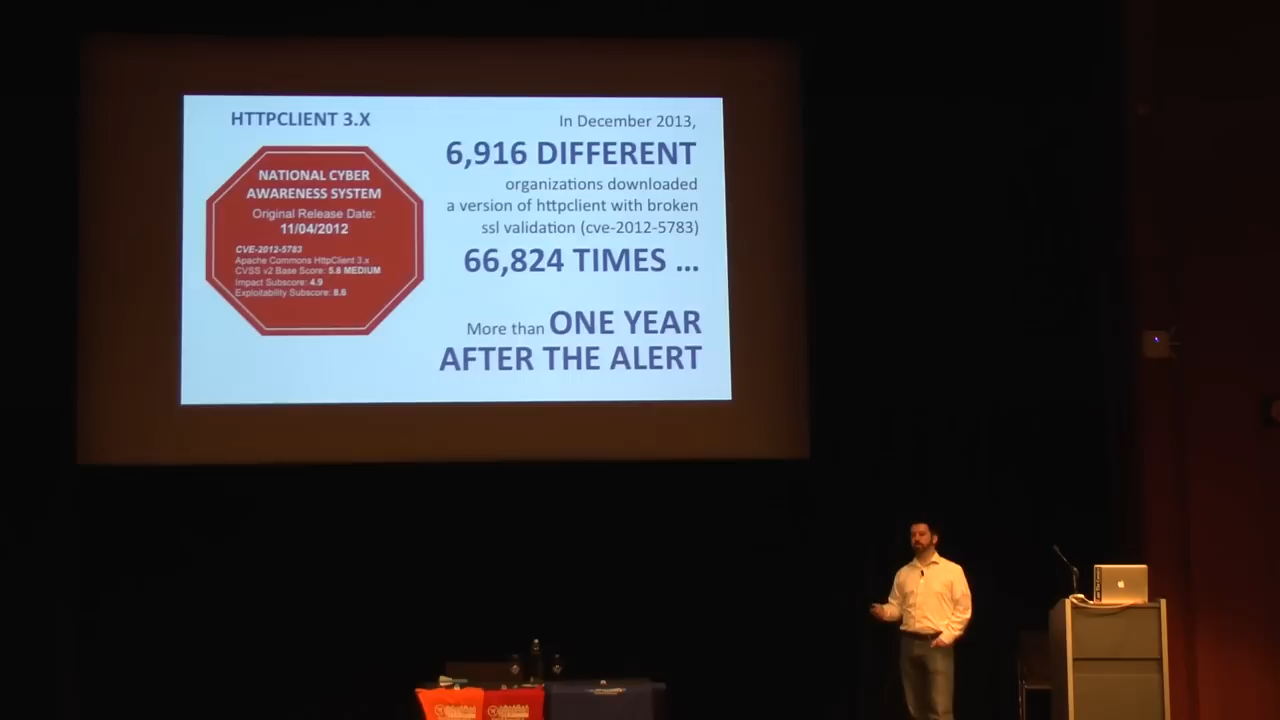 HTTPCLIENT 3.X
NATIONAL CYBER
AWARENESS SYSTEM
Original Release Date:
11/04/2012
CVE-2012-5783
Apache Commons HttpClient 3.x
CVSS v2 Base Score: 5.8 MEDIUM
Impact Subscore: 4.9
Exploitability Subscore: 8.6
In December 2013,
6,916 DIFFERENT
organizations downloaded
a version of httpclient with broken
ssl validation (cve-2012-5783)
66,824 TIMES ...
More than ONE YEAR
AFTER THE ALERT